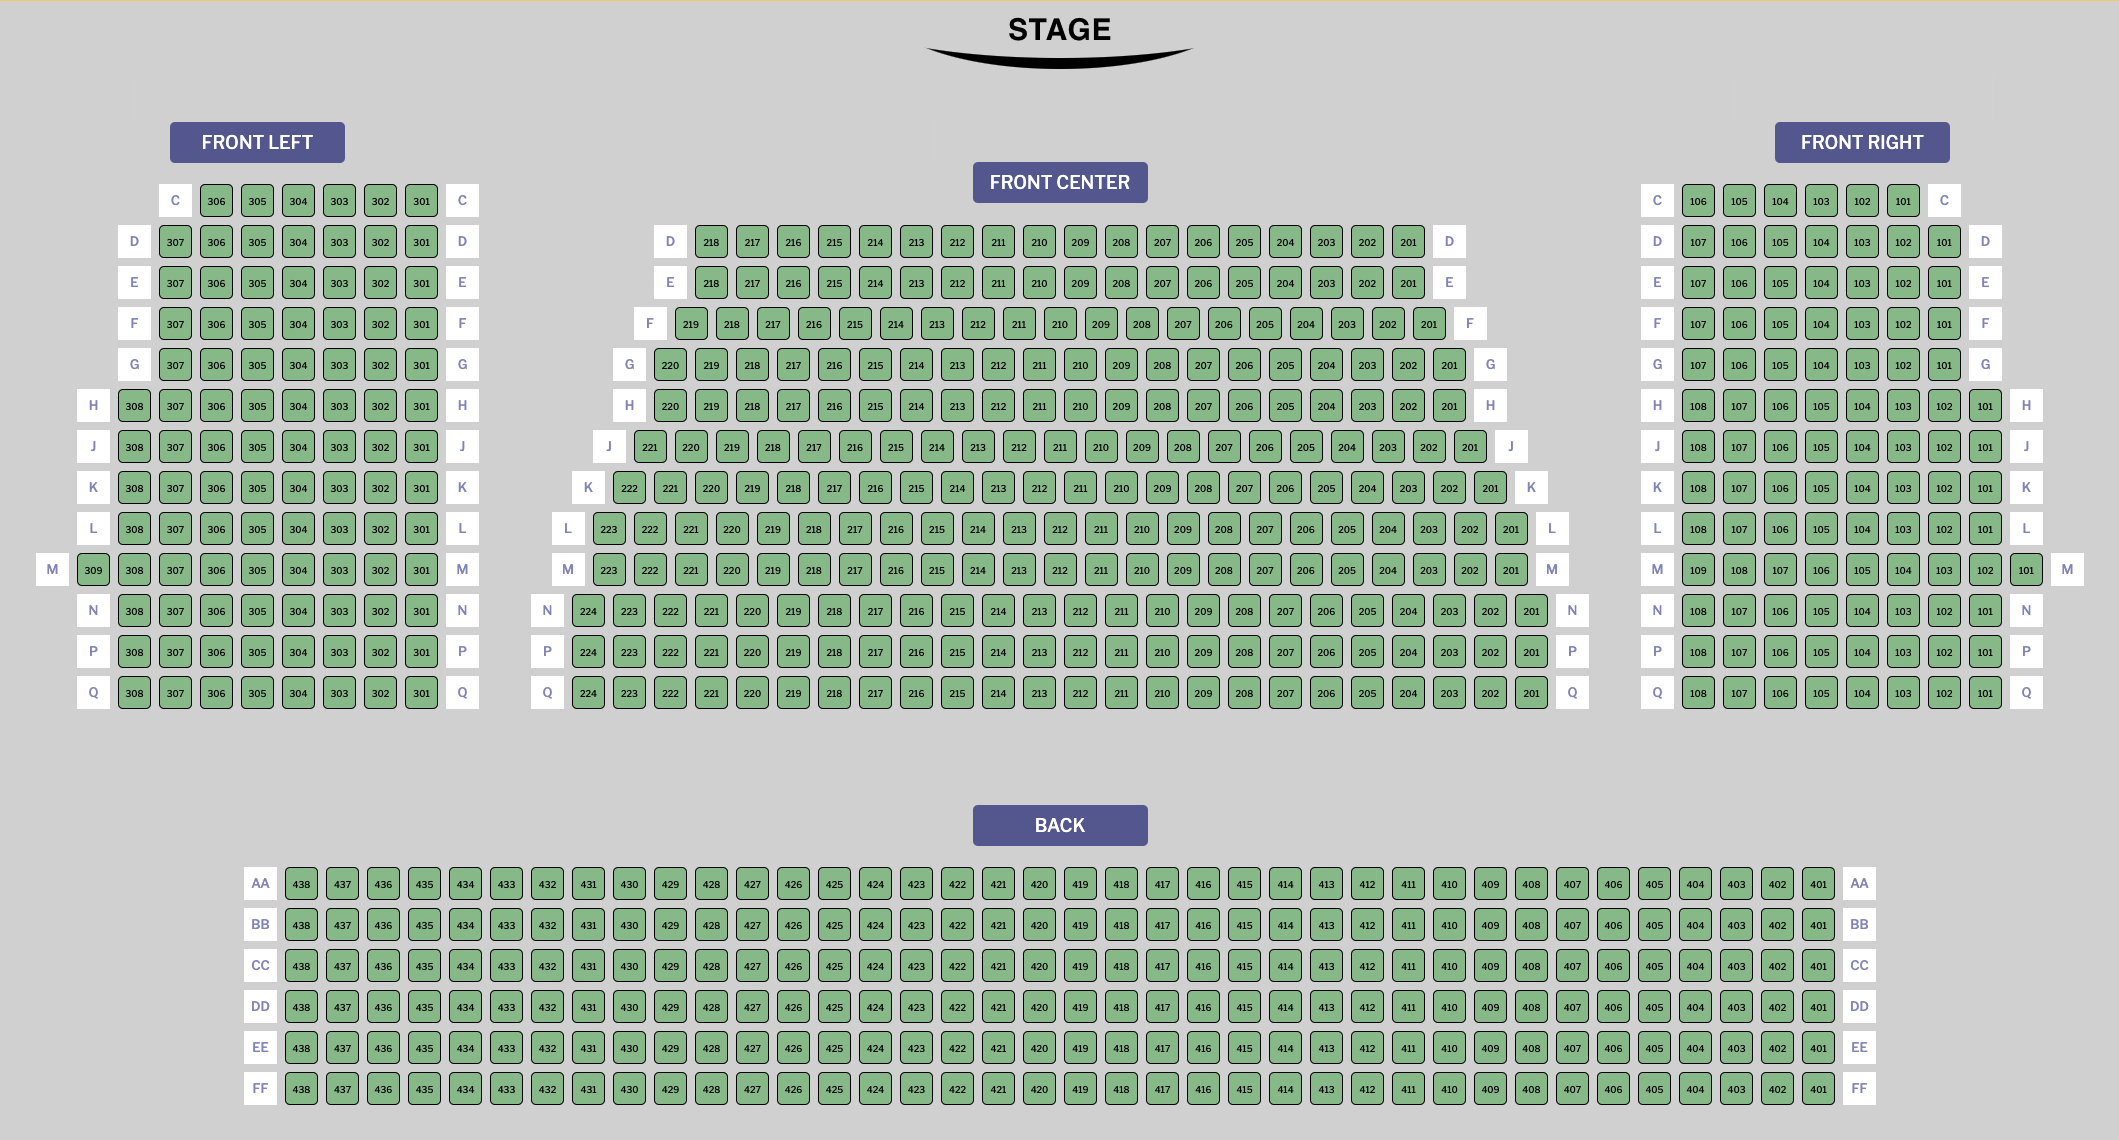 STAGE
FRONT LEFT
FRONT RIGHT
FRONT CENTER
C 306 305 304 303 302 301 C
C 106 105 104 103 102 101 C
D 307 306 305 304 303 302 301 D
D 218 217 216 215 214 213 212 211 210 209 208 207 206 205 204 203 202 201 D
D 107 106 105 104 103 102 101 D
E 307 306 305 304 303 302 301 E
E 218 217 216 215 214 213 212 211 210 209 208 207 206 205 204 203 202 201 E
E 107 106 105 104 103 102 101 E
F 307 306 305 304 303 302 301 F
F 219 218 217 216 215 214 213 212 211 210 209 208 207 206 205 204 203 202 201 F
F 107 106 105 104 103 102 101 F
G 307 306 305 304 303 302 301 G
G 220 219 218 217 216 215 214 213 212 211 210 209 208 207 206 205 204 203 202 201 G
G 107 106 105 104 103 102 101 G
H 308 307 306 305 304 303 302 301 H
H 220 219 218 217 216 215 214 213 212 211 210 209 208 207 206 205 204 203 202 201 H
H 108 107 106 105 104 103 102 101 H
J 308 307 306 305 304 303 302 301 J
J 221 220 219 218 217 216 215 214 213 212 211 210 209 208 207 206 205 204 203 202 201 J
J 108 107 106 105 104 103 102 101 J
K 308 307 306 305 304 303 302 301 K
K 222 221 220 219 218 217 216 215 214 213 212 211 210 209 208 207 206 205 204 203 202 201 K
K 108 107 106 105 104 103 102 101 K
L 308 307 306 305 304 303 302 301 L
L 223 222 221 220 219 218 217 216 215 214 213 212 211 210 209 208 207 206 205 204 203 202 201 L
L 108 107 106 105 104 103 102 101 L
M 309 308 307 306 305 304 303 302 301 M
M 223 222 221 220 219 218 217 216 215 214 213 212 211 210 209 208 207 206 205 204 203 202 201 M
M 109 108 107 106 105 104 103 102 101 M
N 308 307 306 305 304 303 302 301 N
N 224 223 222 221 220 219 218 217 216 215 214 213 212 211 210 209 208 207 206 205 204 203 202 201 N
N 108 107 106 105 104 103 102 101 N
P 308 307 306 305 304 303 302 301 P
P 224 223 222 221 220 219 218 217 216 215 214 213 212 211 210 209 208 207 206 205 204 203 202 201 P
P 108 107 106 105 104 103 102 101 P
Q 308 307 306 305 304 303 302 301 Q
Q 224 223 222 221 220 219 218 217 216 215 214 213 212 211 210 209 208 207 206 205 204 203 202 201 Q
Q 108 107 106 105 104 103 102 101 Q
BACK
AA 438 437 436 435 434 433 432 431 430 429 428 427 426 425 424 423 422 421 420 419 418 417 416 415 414 413 412 411 410 409 408 407 406 405 404 403 402 401 AA
BB 438 437 436 435 434 433 432 431 430 429 428 427 426 425 424 423 422 421 420 419 418 417 416 415 414 413 412 411 410 409 408 407 406 405 404 403 402 401 BB
CC 438 437 436 435 434 433 432 431 430 429 428 427 426 425 424 423 422 421 420 419 418 417 416 415 414 413 412 411 410 409 408 407 406 405 404 403 402 401 CC
DD 438 437 436 435 434 433 432 431 430 429 428 427 426 425 424 423 422 421 420 419 418 417 416 415 414 413 412 411 410 409 408 407 406 405 404 403 402 401 DD
EE 438 437 436 435 434 433 432 431 430 429 428 427 426 425 424 423 422 421 420 419 418 417 416 415 414 413 412 411 410 409 408 407 406 405 404 403 402 401 EE
FF 438 437 436 435 434 433 432 431 430 429 428 427 426 425 424 423 422 421 420 419 418 417 416 415 414 413 412 411 410 409 408 407 406 405 404 403 402 401 FF